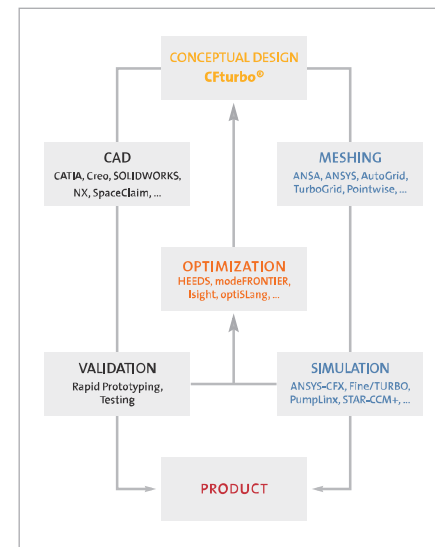 CONCEPTUAL DESIGN
CFturbo®
CAD
CATIA, Creo, SOLIDWORKS,
NX, SpaceClaim, ...
MESHING
ANSA, ANSYS, AutoGrid,
TurboGrid, Pointwise, ...
OPTIMIZATION
HEEDS, modeFRONTIER,
Isight, optiSLang, ...
VALIDATION
Rapid Prototyping,
Testing
SIMULATION
ANSYS-CFX, Fine/TURBO,
PumpLinx, STAR-CCM+, ...
PRODUCT